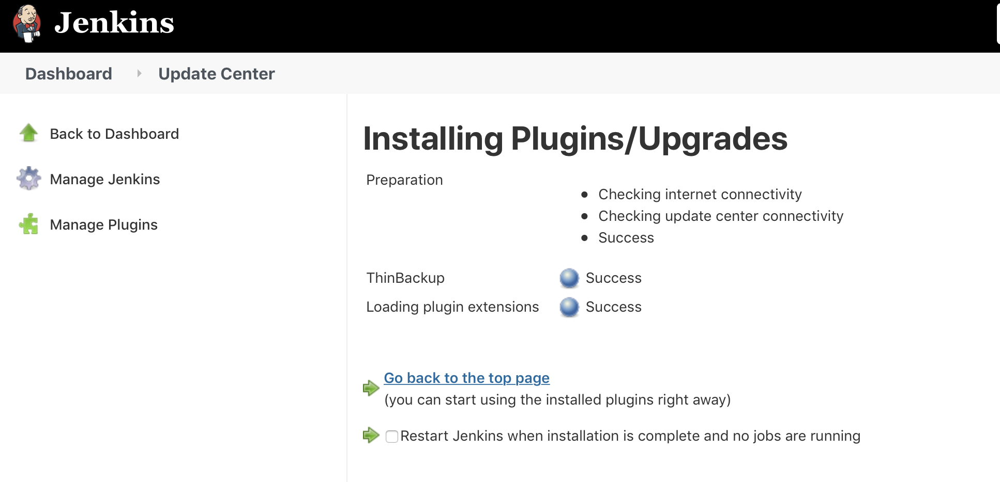 Jenkins
Dashboard
Update Center
Back to Dashboard
Manage Jenkins
Manage Plugins
Installing Plugins/Upgrades
Preparation
Checking internet connectivity
Checking update center connectivity
Success
ThinBackup Success
Loading plugin extensions Success
Go back to the top page
(you can start using the installed plugins right away)
Restart Jenkins when installation is complete and no jobs are running